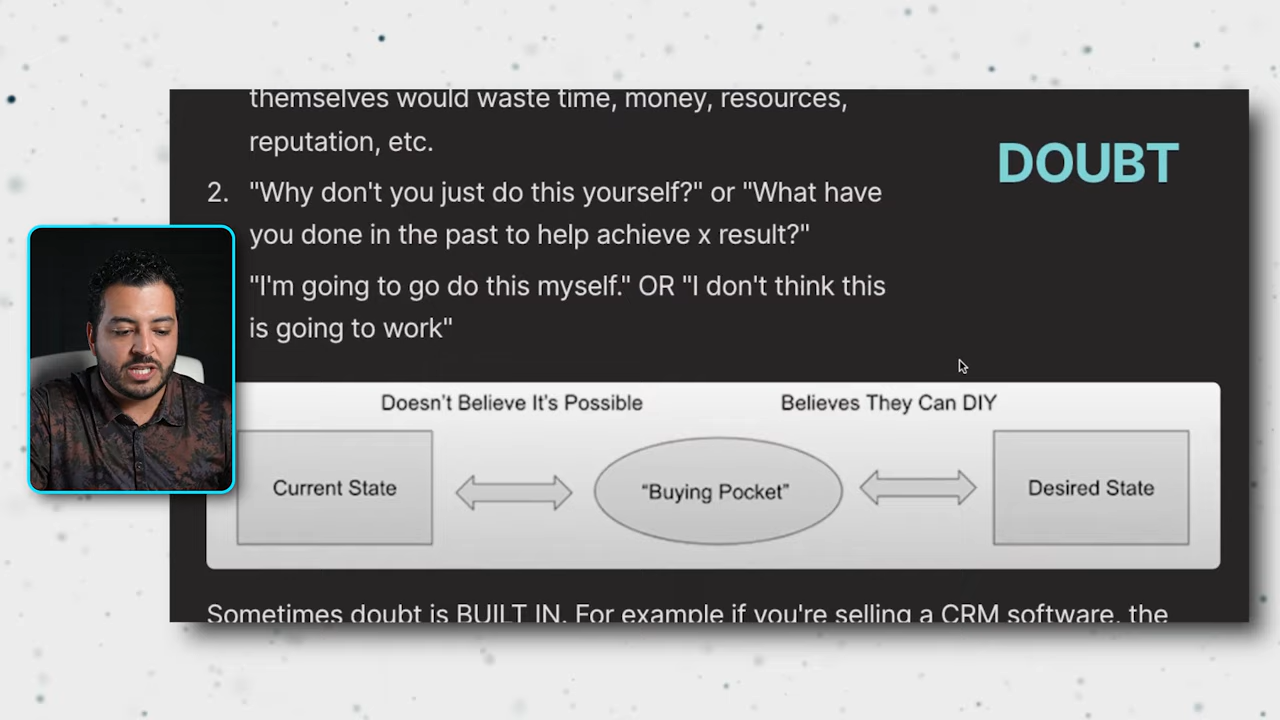 themselves would waste time, money, resources,
reputation, etc.
DOUBT
2. "Why don't you just do this yourself?" or "What have
you done in the past to help achieve x result?"
"I'm going to go do this myself." OR "I don't think this
is going to work"
Doesn't Believe It's Possible
Believes They Can DIY
Current State
"Buying Pocket"
Desired State
Sometimes doubt is BUILT IN. For example if you're selling a CRM software, the